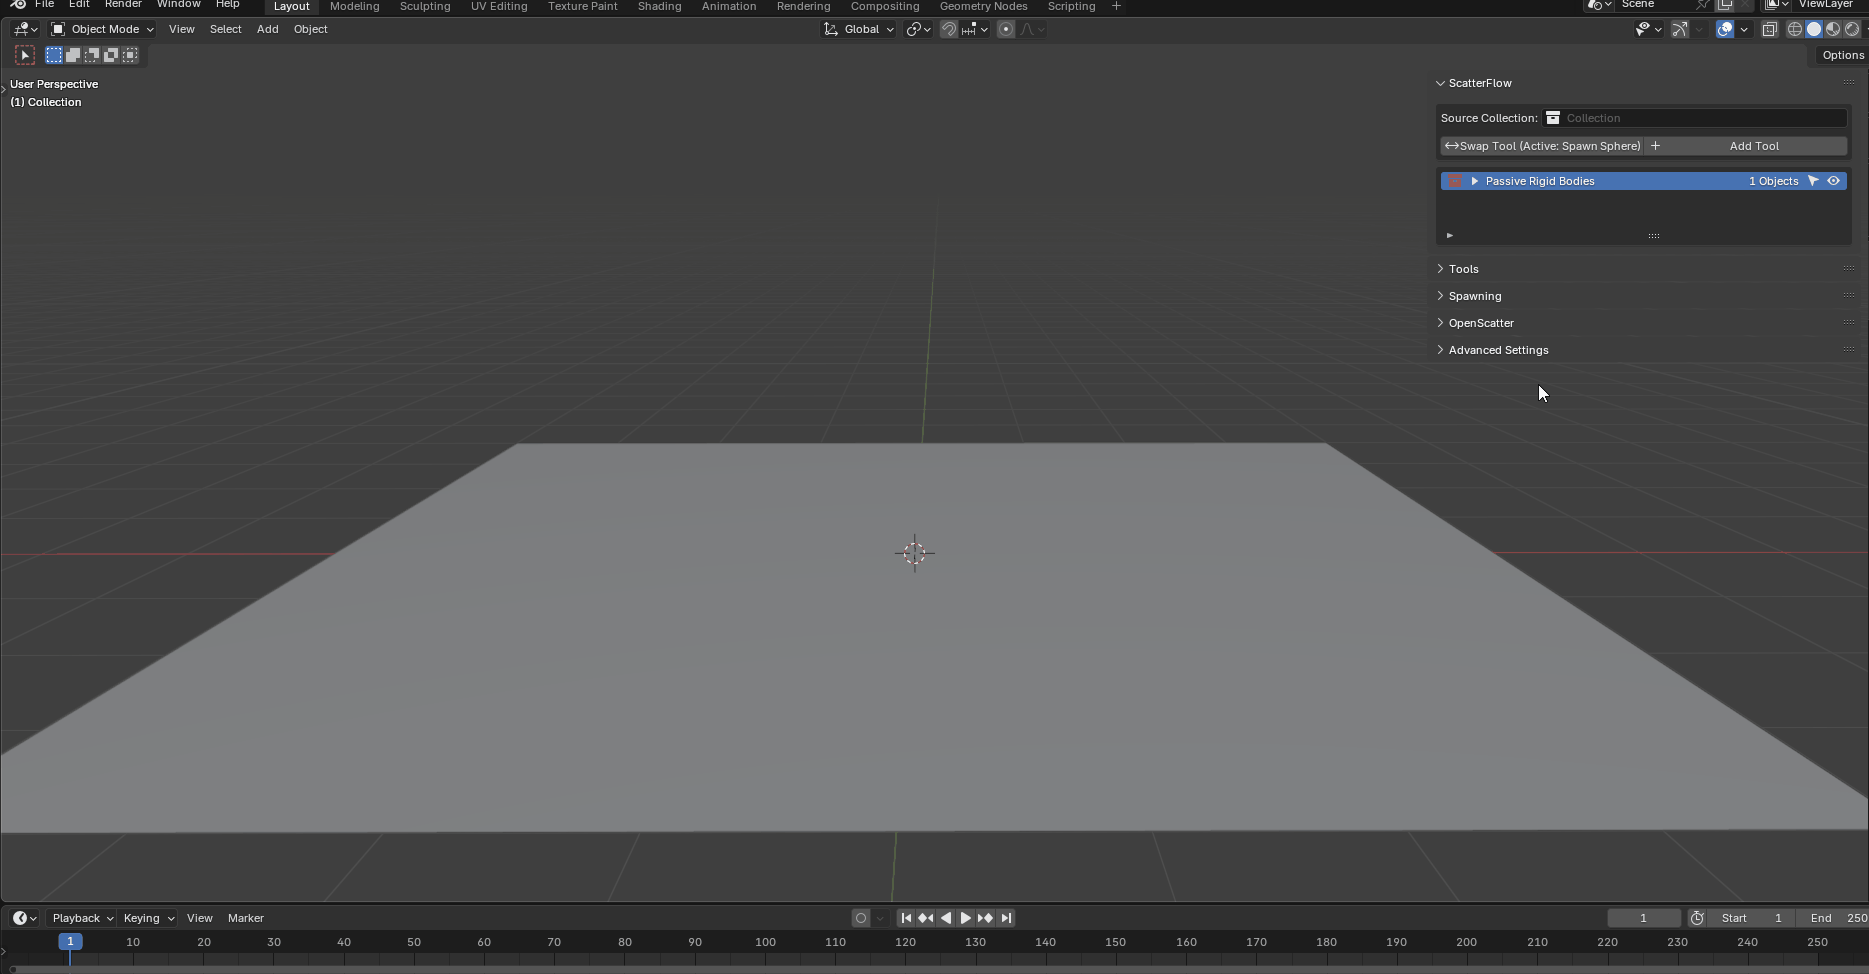 File Edit Render Window Help Layout Modeling Sculpting UV Editing Texture Paint Shading Animation Rendering Compositing Geometry Nodes Scripting + Scene ViewLayer
Object Mode View Select Add Object Global
Options
User Perspective
(1) Collection
ScatterFlow
Source Collection: Collection
Swap Tool (Active: Spawn Sphere) + Add Tool
Passive Rigid Bodies 1 Objects
Tools
Spawning
OpenScatter
Advanced Settings
Playback Keying View Marker 1 Start 1 End 250
1 10 20 30 40 50 60 70 80 90 100 110 120 130 140 150 160 170 180 190 200 210 220 230 240 250